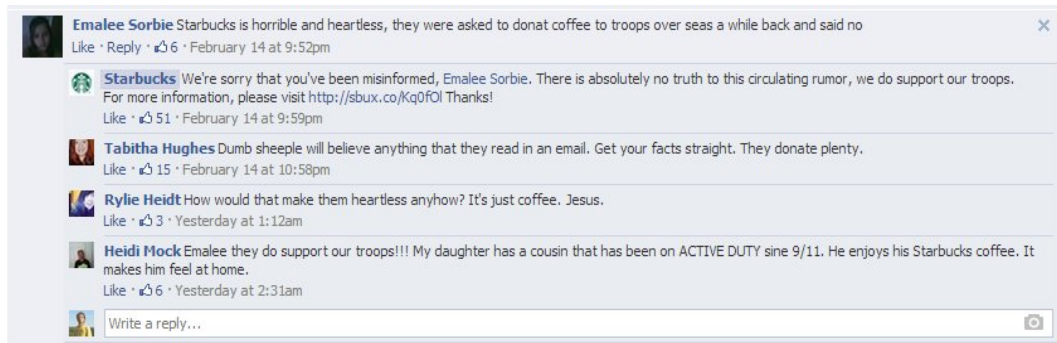 Emalee Sorbie Starbucks is horrible and heartless, they were asked to donat coffee to troops over seas a while back and said no
Like · Reply · 6 · February 14 at 9:52pm
Starbucks We're sorry that you've been misinformed, Emalee Sorbie. There is absolutely no truth to this circulating rumor, we do support our troops.
For more information, please visit http://sbux.co/Kq0fOl Thanks!
Like · 51 · February 14 at 9:59pm
Tabitha Hughes Dumb sheeple will believe anything that they read in an email. Get your facts straight. They donate plenty.
Like · 15 · February 14 at 10:58pm
Rylie Heidt How would that make them heartless anyhow? It's just coffee. Jesus.
Like · 3 · Yesterday at 1:12am
Heidi Mock Emalee they do support our troops!!! My daughter has a cousin that has been on ACTIVE DUTY sine 9/11. He enjoys his Starbucks coffee. It
makes him feel at home.
Like · 6 · Yesterday at 2:31am
Write a reply...